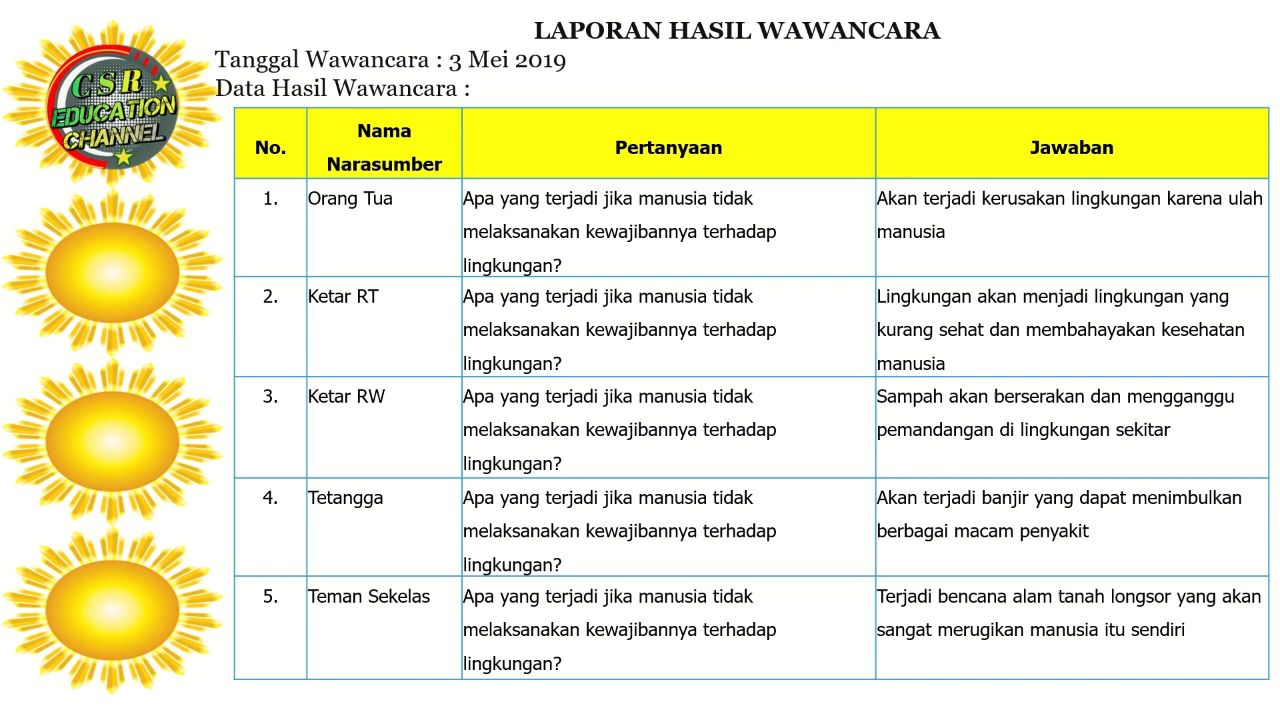 LAPORAN HASIL WAWANCARA
Tanggal Wawancara : 3 Mei 2019
Data Hasil Wawancara :
CSR
EDUCATION
CHANNEL
No.
Nama
Narasumber
Pertanyaan
Jawaban
1.
Orang Tua
Apa yang terjadi jika manusia tidak
melaksanakan kewajibannya terhadap
lingkungan?
Akan terjadi kerusakan lingkungan karena ulah
manusia
2.
Ketar RT
Apa yang terjadi jika manusia tidak
melaksanakan kewajibannya terhadap
lingkungan?
Lingkungan akan menjadi lingkungan yang
kurang sehat dan membahayakan kesehatan
manusia
3.
Ketar RW
Apa yang terjadi jika manusia tidak
melaksanakan kewajibannya terhadap
lingkungan?
Sampah akan berserakan dan mengganggu
pemandangan di lingkungan sekitar
4.
Tetangga
Apa yang terjadi jika manusia tidak
melaksanakan kewajibannya terhadap
lingkungan?
Akan terjadi banjir yang dapat menimbulkan
berbagai macam penyakit
5.
Teman Sekelas
Apa yang terjadi jika manusia tidak
melaksanakan kewajibannya terhadap
lingkungan?
Terjadi bencana alam tanah longsor yang akan
sangat merugikan manusia itu sendiri